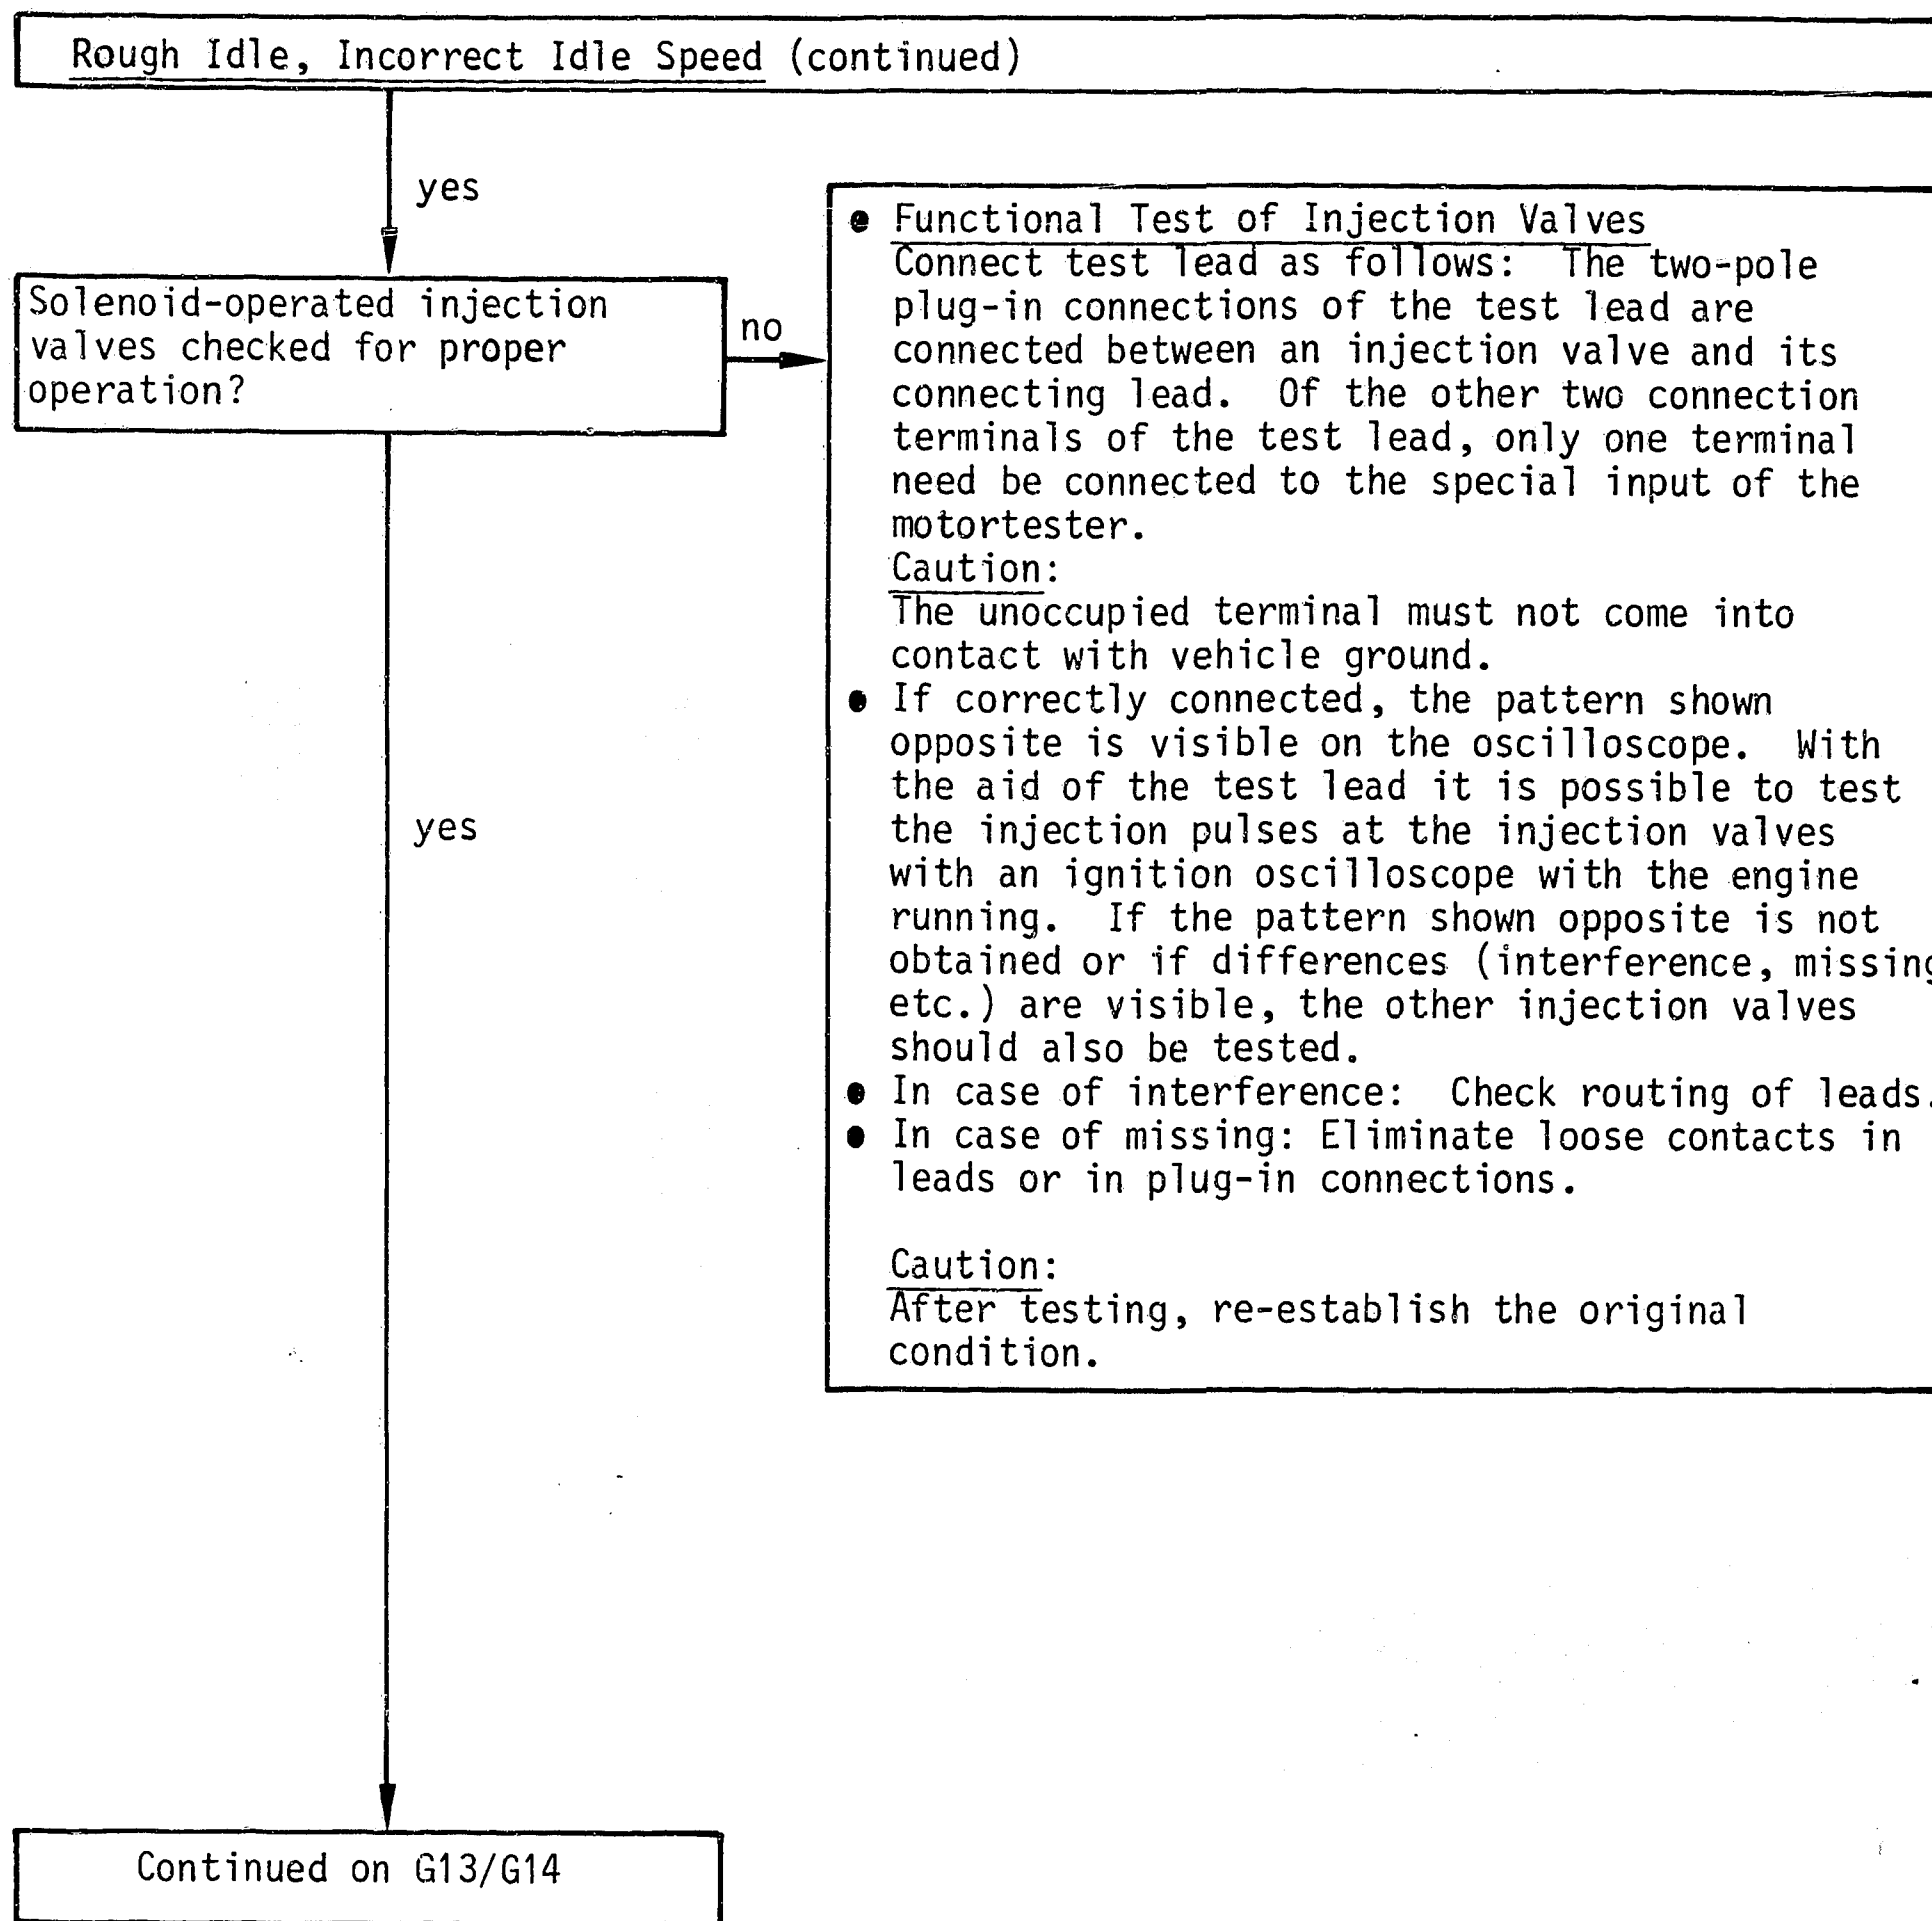 Rough Idle, Incorrect Idle Speed (continued)
yes
Solenoid-operated injection
valves checked for proper
operation?
no
● Functional Test of Injection Valves
Connect test lead as follows: The two-pole
plug-in connections of the test lead are
connected between an injection valve and its
connecting lead. Of the other two connection
terminals of the test lead, only one terminal
need be connected to the special input of the
motortester.
Caution:
The unoccupied terminal must not come into
contact with vehicle ground.
● If correctly connected, the pattern shown
opposite is visible on the oscilloscope. With
the aid of the test lead it is possible to test
the injection pulses at the injection valves
with an ignition oscilloscope with the engine
running. If the pattern shown opposite is not
obtained or if differences (interference, missing
etc.) are visible, the other injection valves
should also be tested.
● In case of interference: Check routing of leads.
● In case of missing: Eliminate loose contacts in
leads or in plug-in connections.
Caution:
After testing, re-establish the original
condition.
yes
Continued on G13/G14